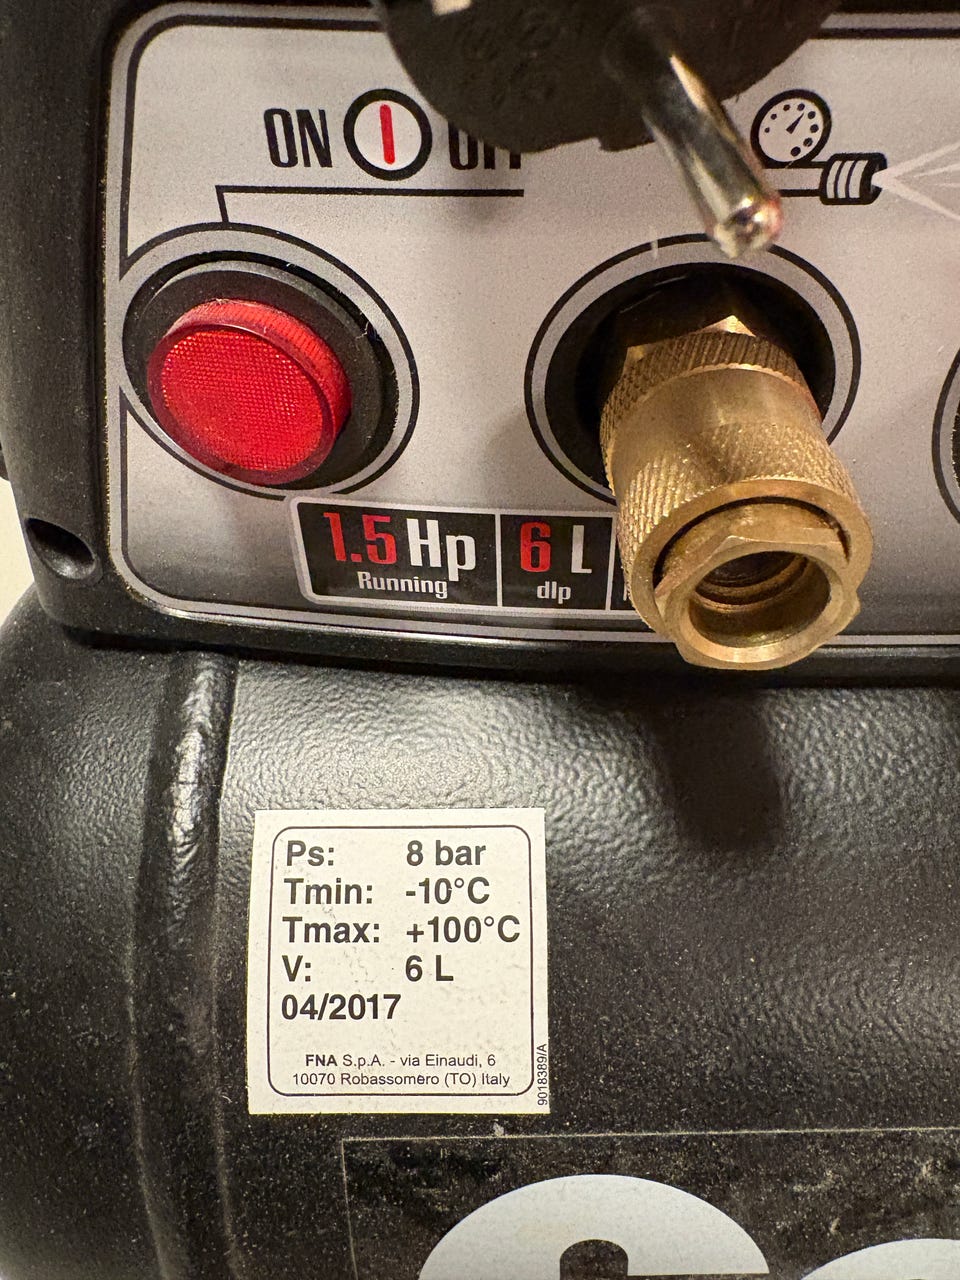 ON OFF
1.5 Hp 6 L
Running dlp
Ps: 8 bar
Tmin: -10°C
Tmax: +100°C
V: 6 L
04/2017
FNA S.p.A. - via Einaudi, 6
10070 Robassomero (TO) Italy
9018389/A